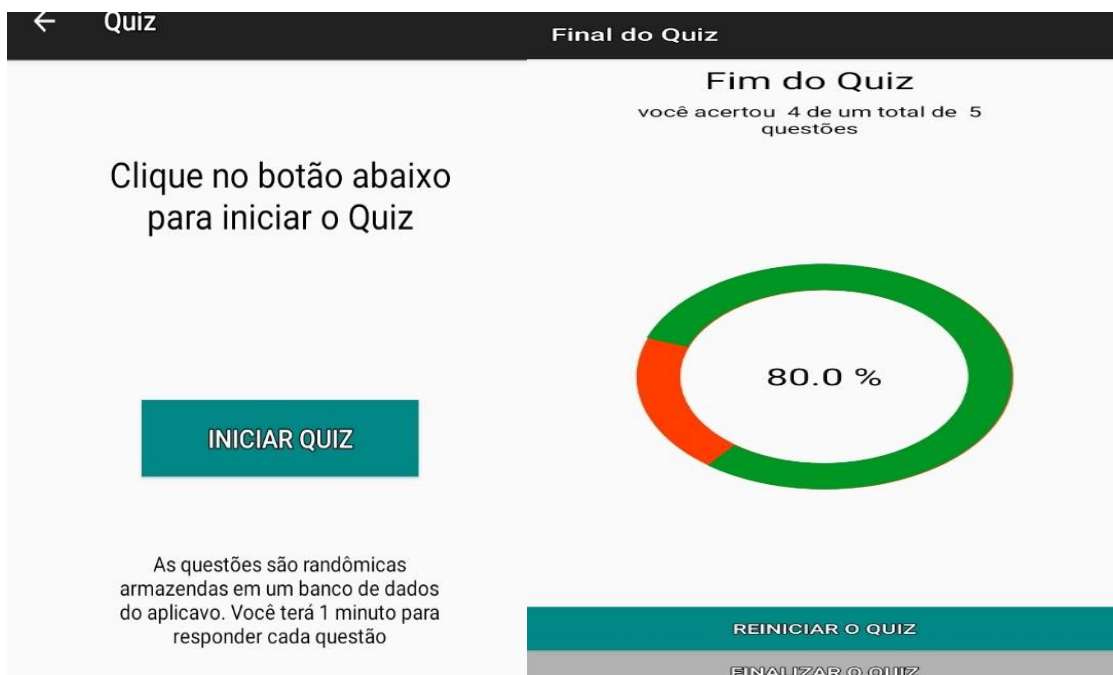 Quiz
Clique no botão abaixo
para iniciar o Quiz
INICIAR QUIZ
As questões são randômicas
armazendas em um banco de dados
do aplicavo. Você terá 1 minuto para
responder cada questão
Final do Quiz
Fim do Quiz
você acertou 4 de um total de 5
questões
80.0 %
REINICIAR O QUIZ
FINALIZAR O QUIZ